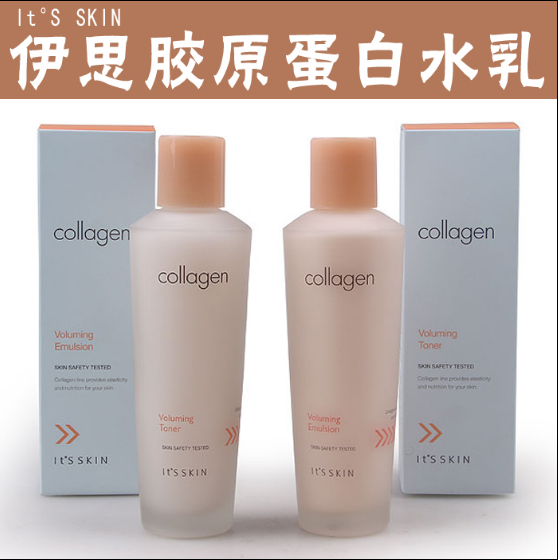 It's SKIN
伊思胶原蛋白水乳
collagen
Voluming
Emulsion
SKIN SAFETY TESTED
Collagen line provides elasticity
and nutrition for your skin.
It'S SKIN
collagen
Voluming
Toner
SKIN SAFETY TESTED
It'S SKIN
collagen
Voluming
Emulsion
SKIN SAFETY TESTED
It'S SKIN
collagen
Voluming
Toner
SKIN SAFETY TESTED
Collagen line provides elasticity
and nutrition for your skin.
It'S SKIN